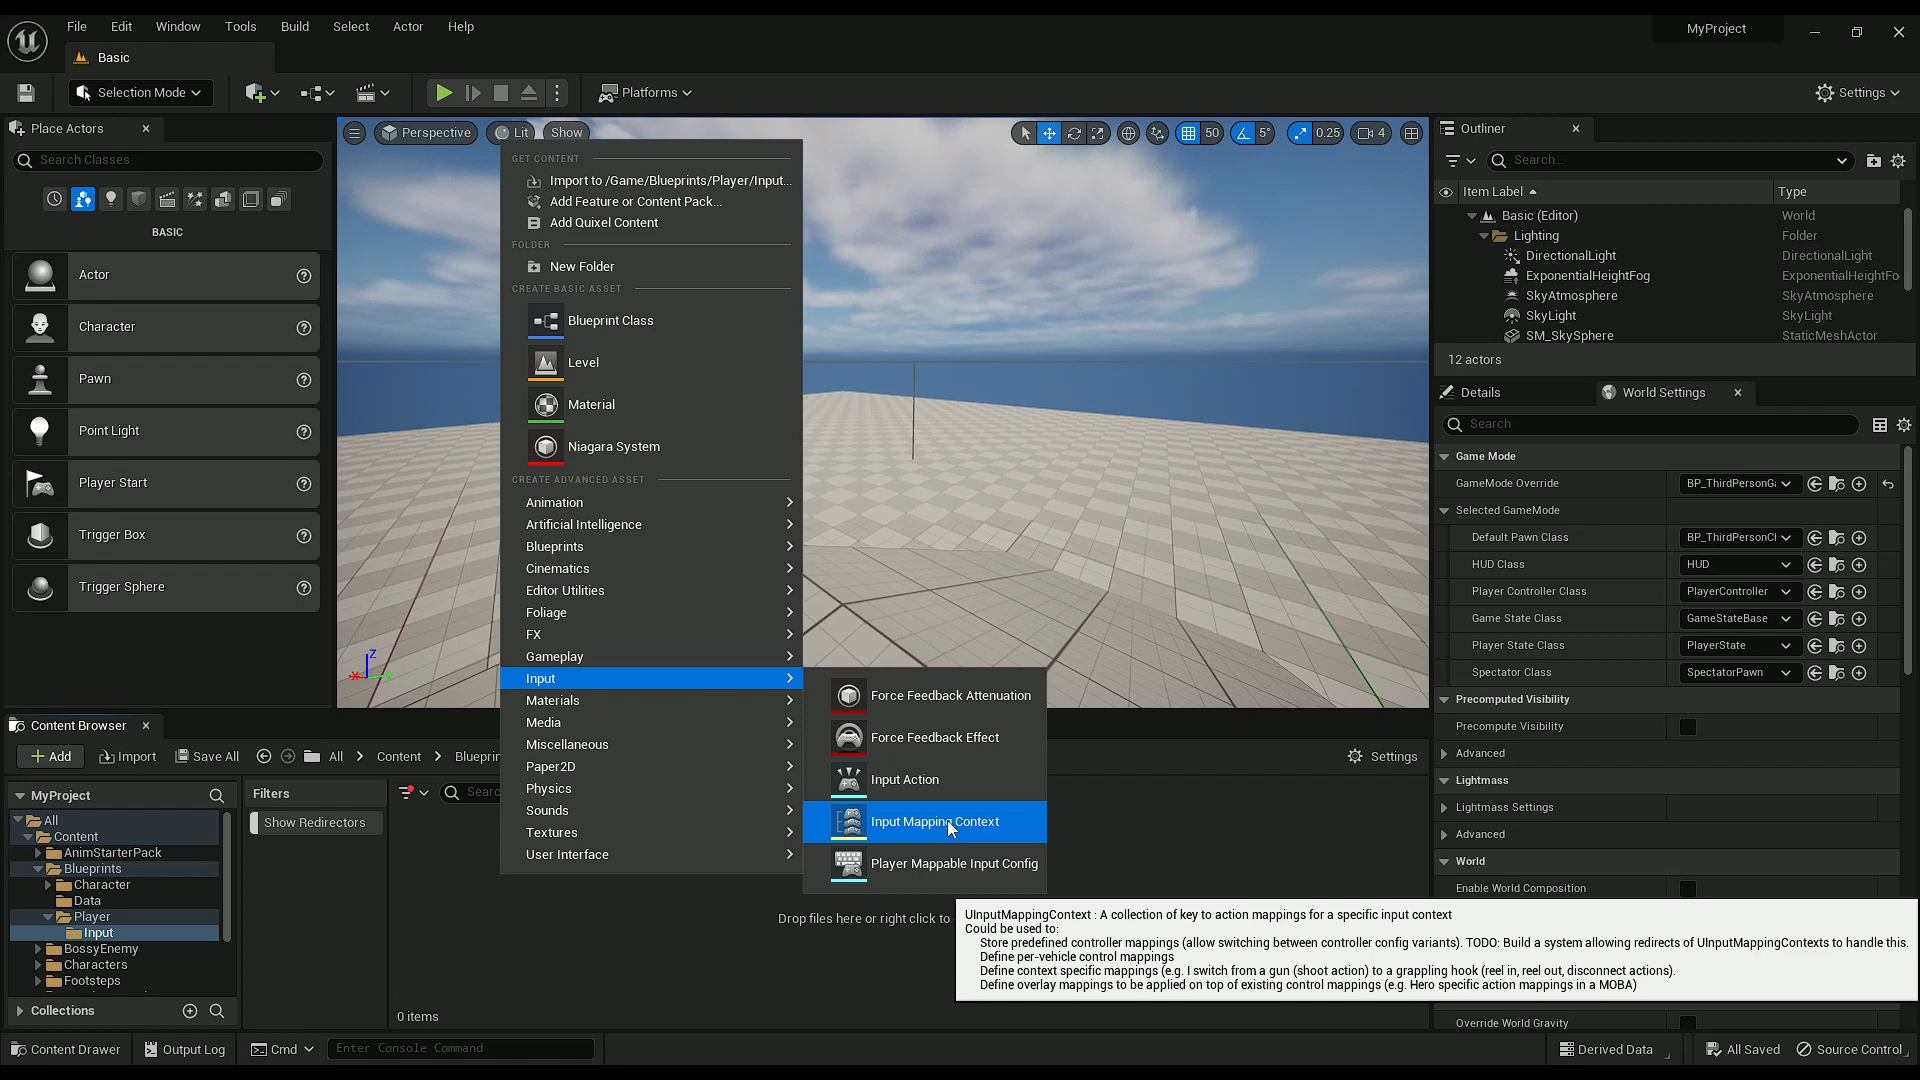 File Edit Window Tools Build Select Actor Help
MyProject
Basic
Selection Mode
Platforms
Settings
Place Actors
Search Classes
BASIC
Actor
Character
Pawn
Point Light
Player Start
Trigger Box
Trigger Sphere
Perspective Lit Show
50 5° 0.25 4
GET CONTENT
Import to /Game/Blueprints/Player/Input...
Add Feature or Content Pack...
Add Quixel Content
FOLDER
New Folder
CREATE BASIC ASSET
Blueprint Class
Level
Material
Niagara System
CREATE ADVANCED ASSET
Animation
Artificial Intelligence
Blueprints
Cinematics
Editor Utilities
Foliage
FX
Gameplay
Input
Materials
Media
Miscellaneous
Paper2D
Physics
Sounds
Textures
User Interface
Force Feedback Attenuation
Force Feedback Effect
Input Action
Input Mapping Context
Player Mappable Input Config
UInputMappingContext : A collection of key to action mappings for a specific input context
Could be used to:
Store predefined controller mappings (allow switching between controller config variants). TODO: Build a system allowing redirects of UInputMappingContexts to handle this.
Define per-vehicle control mappings
Define context specific mappings (e.g. I switch from a gun (shoot action) to a grappling hook (reel in, reel out, disconnect actions).
Define overlay mappings to be applied on top of existing control mappings (e.g. Hero specific action mappings in a MOBA)
Z
X
Y
Outliner
Search...
Item Label Type
Basic (Editor) World
Lighting Folder
DirectionalLight DirectionalLight
ExponentialHeightFog ExponentialHeightFo
SkyAtmosphere SkyAtmosphere
SkyLight SkyLight
SM_SkySphere StaticMeshActor
12 actors
Details World Settings
Search
Game Mode
GameMode Override BP_ThirdPersonGa
Selected GameMode
Default Pawn Class BP_ThirdPersonCl
HUD Class HUD
Player Controller Class PlayerController
Game State Class GameStateBase
Player State Class PlayerState
Spectator Class SpectatorPawn
Precomputed Visibility
Precompute Visibility
Advanced
Lightmass
Lightmass Settings
Advanced
World
Enable World Composition
Override World Gravity
Content Browser
Add Import Save All All Content Blueprin
Settings
MyProject
All
Content
AnimStarterPack
Blueprints
Character
Data
Player
Input
BossyEnemy
Characters
Footsteps
Collections
Filters
Show Redirectors
Searc
Drop files here or right click to
0 items
Content Drawer Output Log Cmd Enter Console Command
Derived Data All Saved Source Control